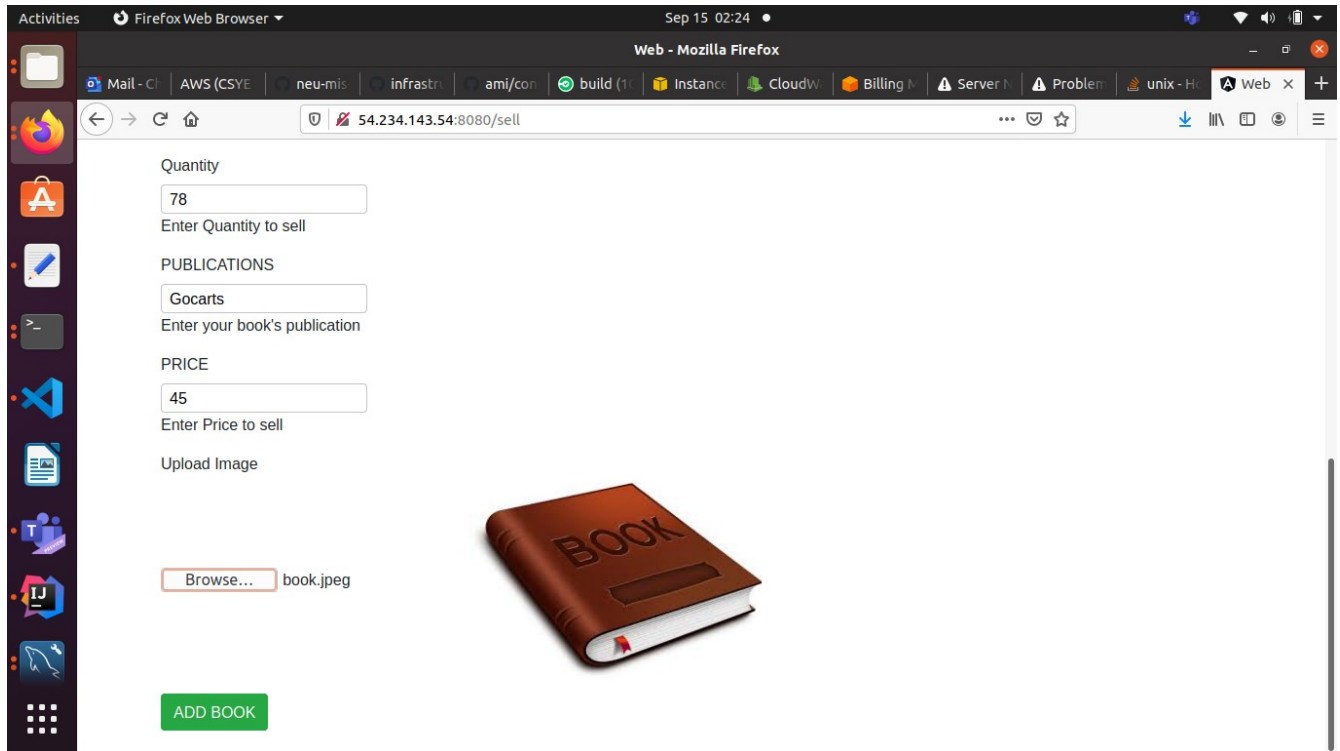 Activities Firefox Web Browser Sep 15 02:24
Web - Mozilla Firefox
Mail - Ch AWS (CSYE neu-mis infrastru ami/con build (1 Instance CloudW Billing M Server N Problem unix - Ho Web
54.234.143.54:8080/sell
Quantity
78
Enter Quantity to sell
PUBLICATIONS
Gocarts
Enter your book's publication
PRICE
45
Enter Price to sell
Upload Image
BOOK
Browse... book.jpeg
ADD BOOK